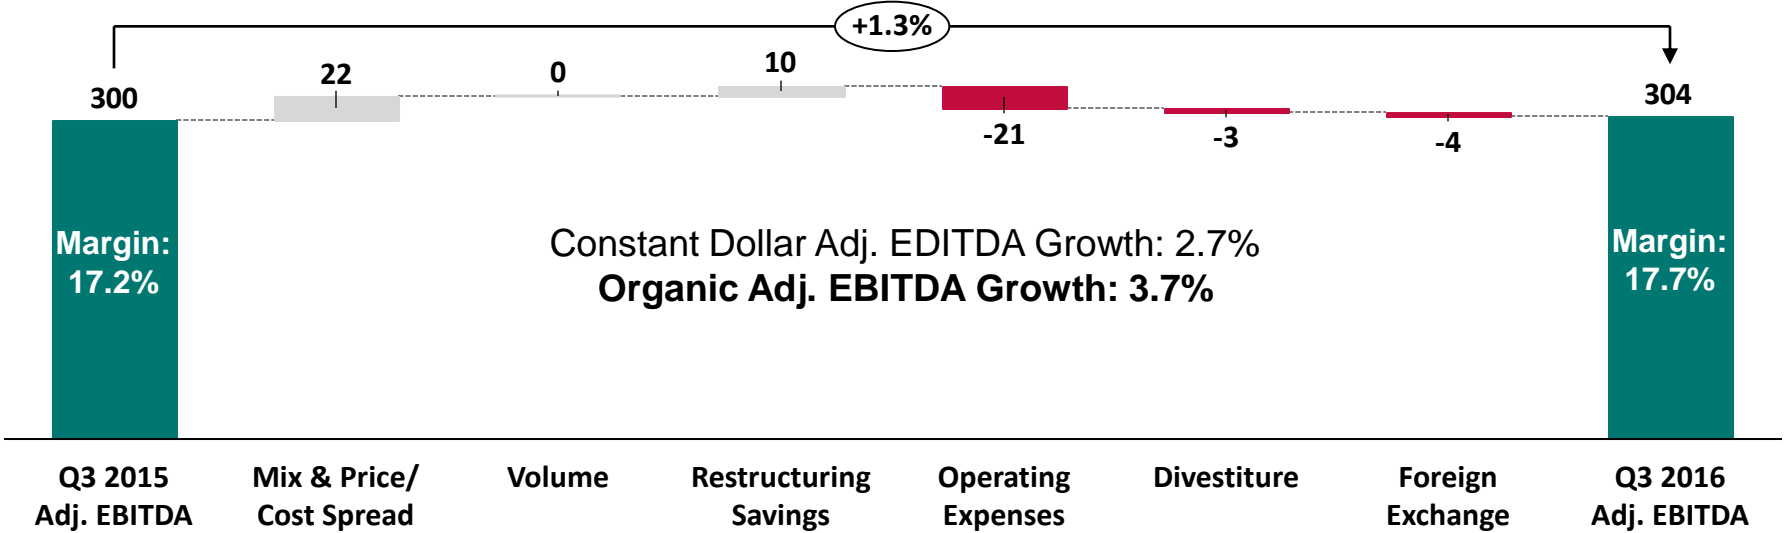 +1.3%
300
22
0
10
-21
-3
-4
304
Margin:
17.2%
Constant Dollar Adj. EDITDA Growth: 2.7%
Organic Adj. EBITDA Growth: 3.7%
Margin:
17.7%
Q3 2015
Adj. EBITDA
Mix & Price/
Cost Spread
Volume
Restructuring
Savings
Operating
Expenses
Divestiture
Foreign
Exchange
Q3 2016
Adj. EBITDA